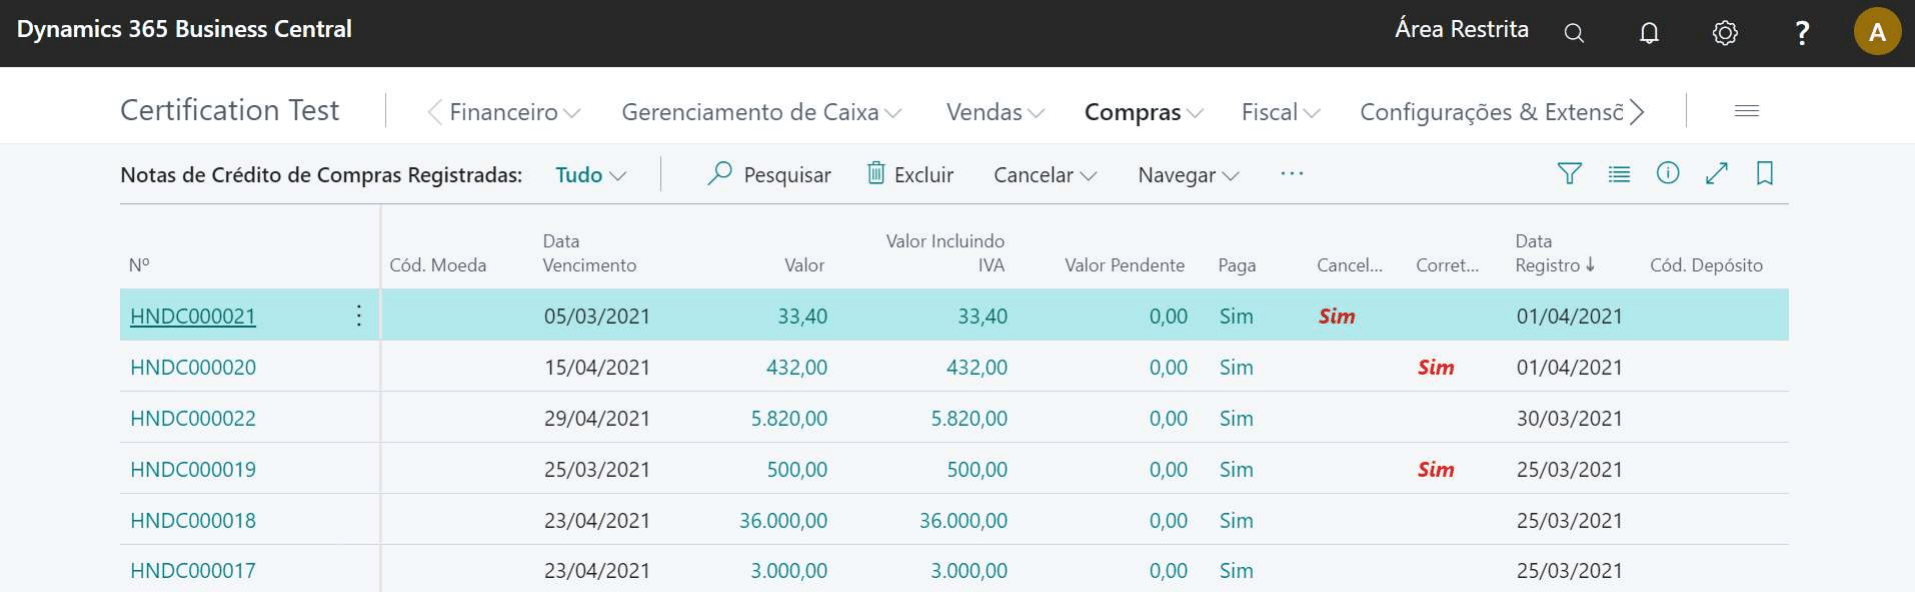 Dynamics 365 Business Central
Área Restrita
?
A
Certification Test
Financeiro
Gerenciamento de Caixa
Vendas
Compras
Fiscal
Configurações & Extensõ
Notas de Crédito de Compras Registradas:
Tudo
Pesquisar
Excluir
Cancelar
Navegar
...
Nº Cód. Moeda Data Vencimento Valor Valor Incluindo IVA Valor Pendente Paga Cancel... Corret... Data Registro ↓ Cód. Depósito
HNDC000021 05/03/2021 33,40 33,40 0,00 Sim Sim 01/04/2021
HNDC000020 15/04/2021 432,00 432,00 0,00 Sim Sim 01/04/2021
HNDC000022 29/04/2021 5.820,00 5.820,00 0,00 Sim 30/03/2021
HNDC000019 25/03/2021 500,00 500,00 0,00 Sim Sim 25/03/2021
HNDC000018 23/04/2021 36.000,00 36.000,00 0,00 Sim 25/03/2021
HNDC000017 23/04/2021 3.000,00 3.000,00 0,00 Sim 25/03/2021